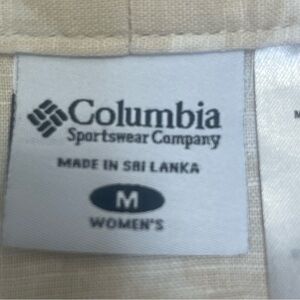 Columbia
Sportswear Company
MADE IN SRI LANKA
M
WOMEN'S